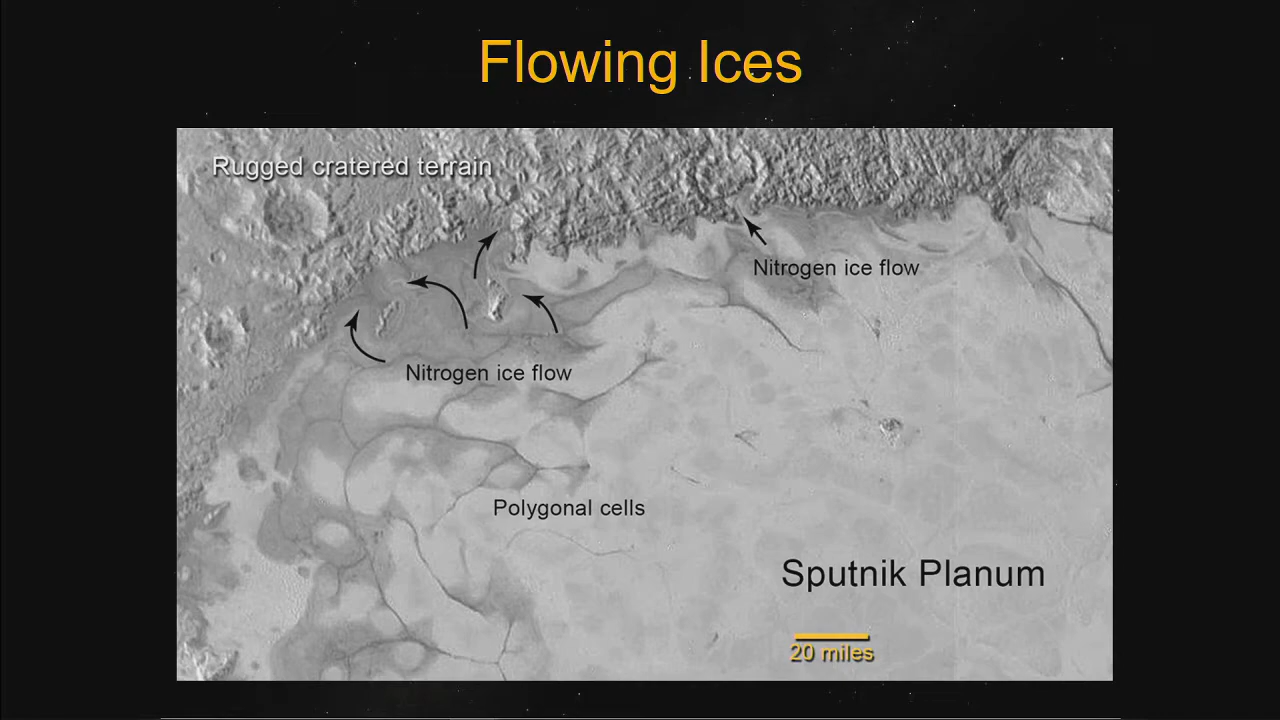 Flowing Ices
Rugged cratered terrain
Nitrogen ice flow
Nitrogen ice flow
Polygonal cells
Sputnik Planum
20 miles